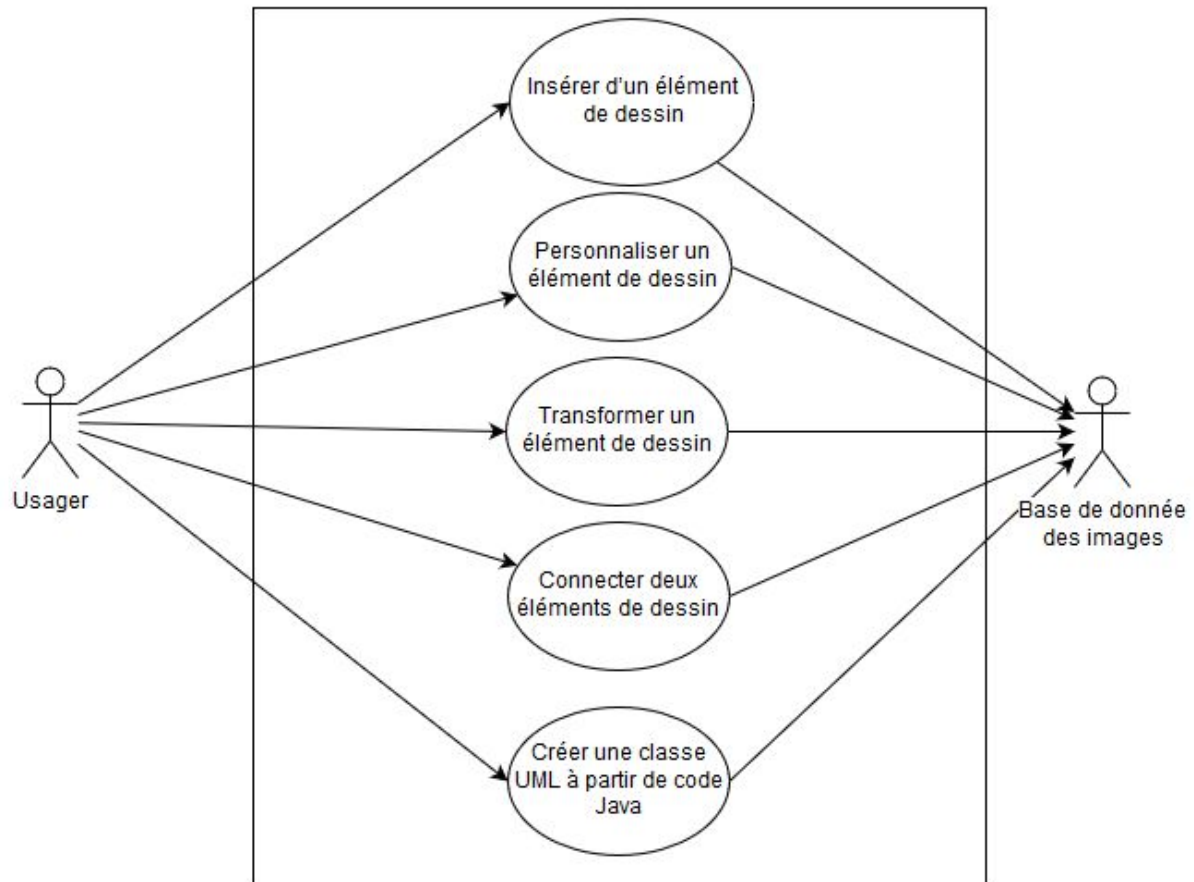 Insérer d'un élément
de dessin
Personnaliser un
élément de dessin
Transformer un
élément de dessin
Usager
Base de donnée
des images
Connecter deux
éléments de dessin
Créer une classe
UML à partir de code
Java